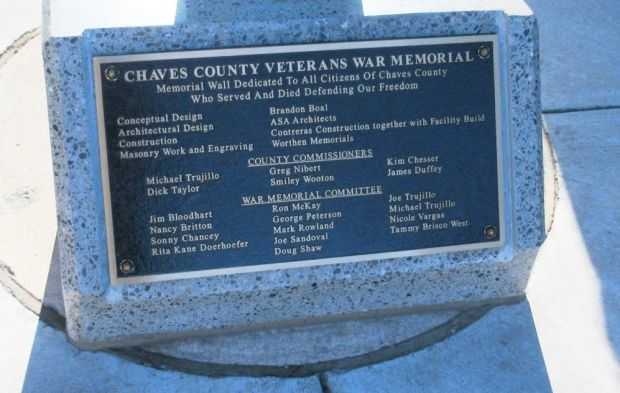 CHAVES COUNTY VETERANS WAR MEMORIAL
Memorial Wall Dedicated To All Citizens Of Chaves County
Who Served And Died Defending Our Freedom
Conceptual Design Brandon Boal
Architectural Design ASA Architects
Construction Contreras Construction together with Facility Build
Masonry Work and Engraving Worthen Memorials
COUNTY COMMISSIONERS
Michael Trujillo Greg Nibert Kim Chesser
Dick Taylor Smiley Wooton James Duffey
WAR MEMORIAL COMMITTEE
Jim Bloodhart Ron McKay Joe Trujillo
Nancy Britton George Peterson Michael Trujillo
Sonny Chancey Mark Rowland Nicole Vargas
Rita Kane Doerhoefer Joe Sandoval Tammy Brisco West
Doug Shaw